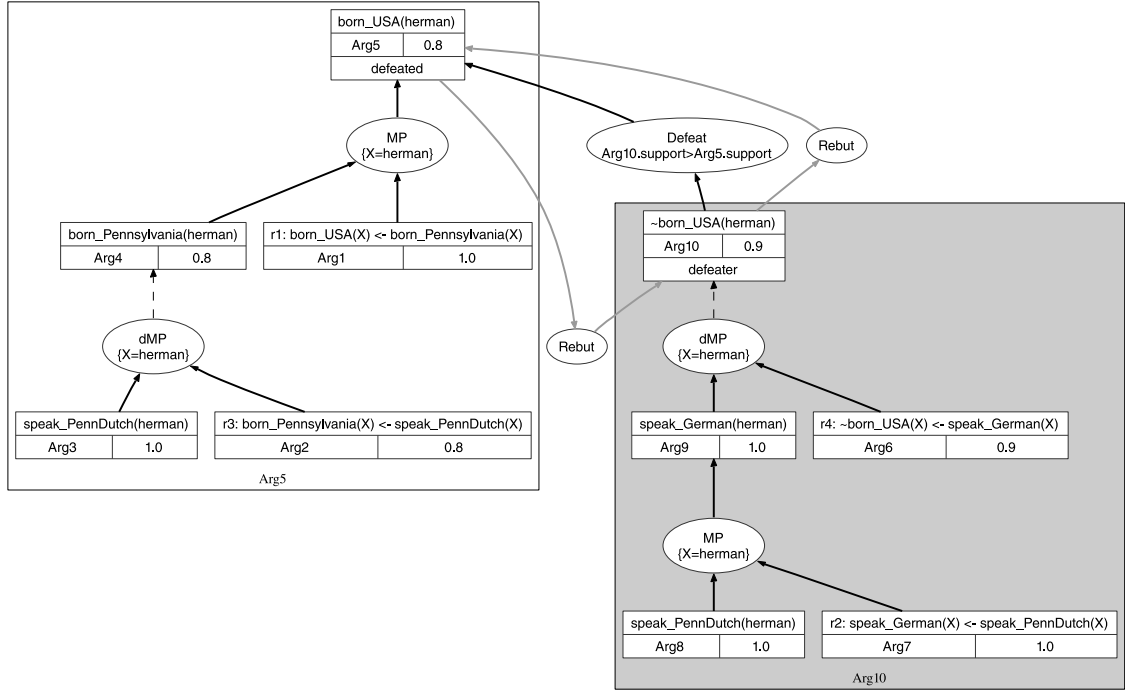 born_USA(herman)
Arg5 0.8
defeated
MP
{X=herman}
Defeat
Arg10.support>Arg5.support
Rebut
born_Pennsylvania(herman)
Arg4 0.8
r1: born_USA(X) <- born_Pennsylvania(X)
Arg1 1.0
~born_USA(herman)
Arg10 0.9
defeater
dMP
{X=herman}
Rebut
dMP
{X=herman}
speak_PennDutch(herman)
Arg3 1.0
r3: born_Pennsylvania(X) <- speak_PennDutch(X)
Arg2 0.8
Arg5
speak_German(herman)
Arg9 1.0
r4: ~born_USA(X) <- speak_German(X)
Arg6 0.9
MP
{X=herman}
speak_PennDutch(herman)
Arg8 1.0
r2: speak_German(X) <- speak_PennDutch(X)
Arg7 1.0
Arg10